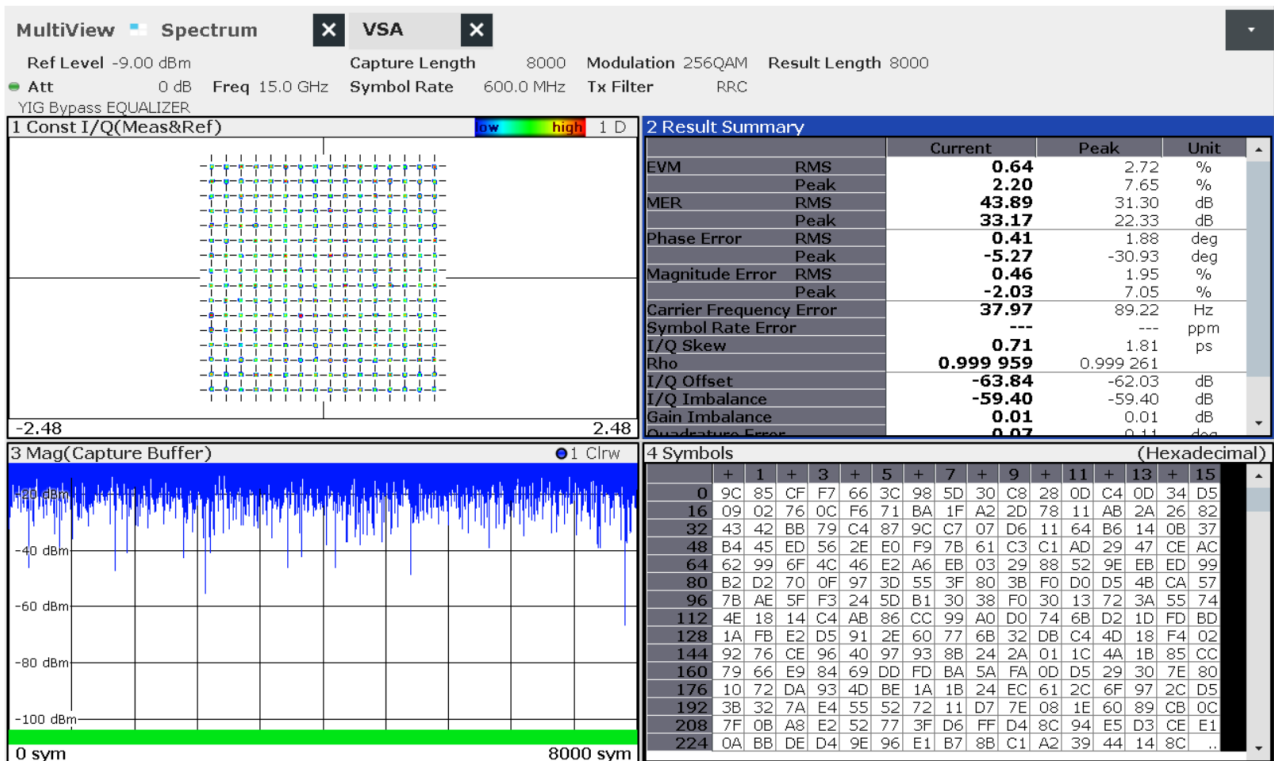 MultiView Spectrum VSA
Ref Level -9.00 dBm Capture Length 8000 Modulation 256QAM Result Length 8000
Att 0 dB Freq 15.0 GHz Symbol Rate 600.0 MHz Tx Filter RRC
YIG Bypass EQUALIZER
1 Const I/Q(Meas&Ref) low high 1 D
-2.48 2.48
2 Result Summary
Current Peak Unit
EVM RMS 0.64 2.72 %
Peak 2.20 7.65 %
MER RMS 43.89 31.30 dB
Peak 33.17 22.33 dB
Phase Error RMS 0.41 1.88 deg
Peak -5.27 -30.93 deg
Magnitude Error RMS 0.46 1.95 %
Peak -2.03 7.05 %
Carrier Frequency Error 37.97 89.22 Hz
Symbol Rate Error --- --- ppm
I/Q Skew 0.71 1.81 ps
Rho 0.999 959 0.999 261
I/Q Offset -63.84 -62.03 dB
I/Q Imbalance -59.40 -59.40 dB
Gain Imbalance 0.01 0.01 dB
Quadrature Error 0.07 0.11 deg
3 Mag(Capture Buffer) 1 Clrw
-20 dBm
-40 dBm
-60 dBm
-80 dBm
-100 dBm
0 sym 8000 sym
4 Symbols (Hexadecimal)
+ 1 + 3 + 5 + 7 + 9 + 11 + 13 + 15
0 9C 85 CF F7 66 3C 98 5D 30 C8 28 0D C4 0D 34 D5
16 09 02 76 0C F6 71 BA 1F A2 2D 78 11 AB 2A 26 82
32 43 42 BB 79 C4 87 9C C7 07 D6 11 64 B6 14 0B 37
48 B4 45 ED 56 2E E0 F9 7B 61 C3 C1 AD 29 47 CE AC
64 62 99 6F 4C 46 E2 A6 EB 03 29 88 52 9E EB ED 99
80 B2 D2 70 0F 97 3D 55 3F 80 3B F0 D0 D5 4B CA 57
96 7B AE 5F F3 24 5D B1 30 38 F0 30 13 72 3A 55 74
112 4E 18 14 C4 AB 86 CC 99 A0 D0 74 6B D2 1D FD BD
128 1A FB E2 D5 91 2E 60 77 6B 32 DB C4 4D 18 F4 02
144 92 76 CE 96 40 97 93 8B 24 2A 01 1C 4A 1B 85 CC
160 79 66 E9 84 69 DD FD BA 5A FA 0D D5 29 30 7E 80
176 10 72 DA 93 4D BE 1A 1B 24 EC 61 2C 6F 97 2C D5
192 3B 32 7A E4 55 52 72 11 D7 7E 08 1E 60 89 CB 0C
208 7F 0B A8 E2 52 77 3F D6 FF D4 8C 94 E5 D3 CE E1
224 0A BB DE D4 9E 96 E1 B7 8B C1 A2 39 44 14 8C ..